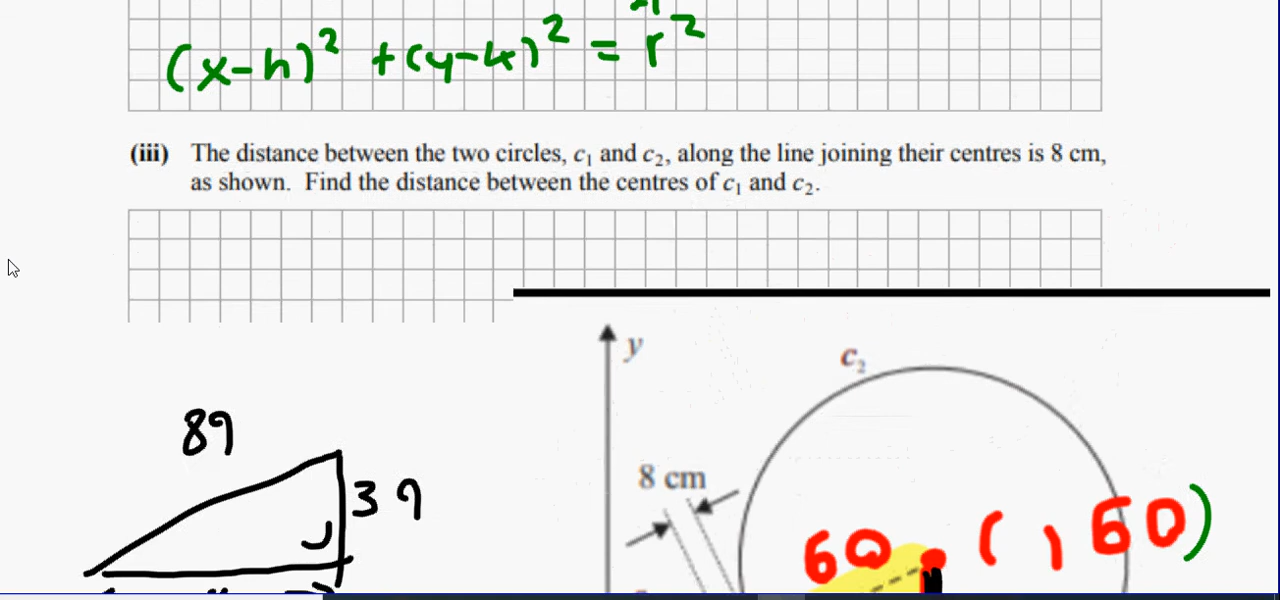 (x-h)² +(y-k)² = r²
(iii) The distance between the two circles, c₁ and c₂, along the line joining their centres is 8 cm,
as shown. Find the distance between the centres of c₁ and c₂.
y
c₂
89
39
8 cm
60
( , 60)